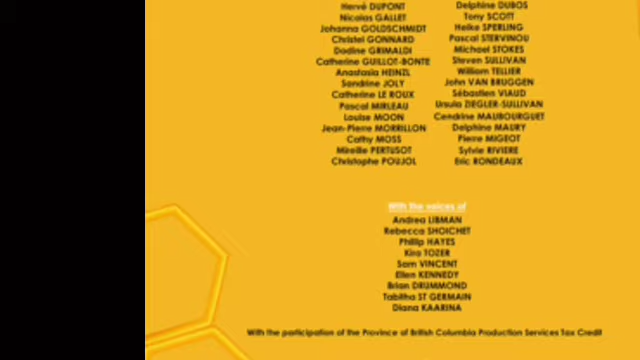 Hervé DUPONT
Nicolas GALLET
Johanna GOLDSCHMIDT
Christel GONNARD
Dodine GRIMALDI
Catherine GUILLOT-BONTE
Anastasia HEINZL
Sandrine JOLY
Catherine LE ROUX
Pascal MIRLEAU
Louise MOON
Jean-Pierre MORRILLON
Cathy MOSS
Mireille PERTUSOT
Christophe POUJOL
Delphine DUBOS
Tony SCOTT
Heike SPERLING
Pascal STERVINOU
Michael STOKES
Steven SULLIVAN
William TELLIER
John VAN BRUGGEN
Sébastien VIAUD
Ursula ZIEGLER-SULLIVAN
Cendrine MAUBOURGUET
Delphine MAURY
Pierre MIGEOT
Sylvie RIVIERE
Eric RONDEAUX
With the voices of
Andrea LIBMAN
Rebecca SHOICHET
Phillip HAYES
Kira TOZER
Sam VINCENT
Ellen KENNEDY
Brian DRUMMOND
Tabitha ST GERMAIN
Diana KAARINA
With the participation of the Province of British Columbia Production Services Tax Credit